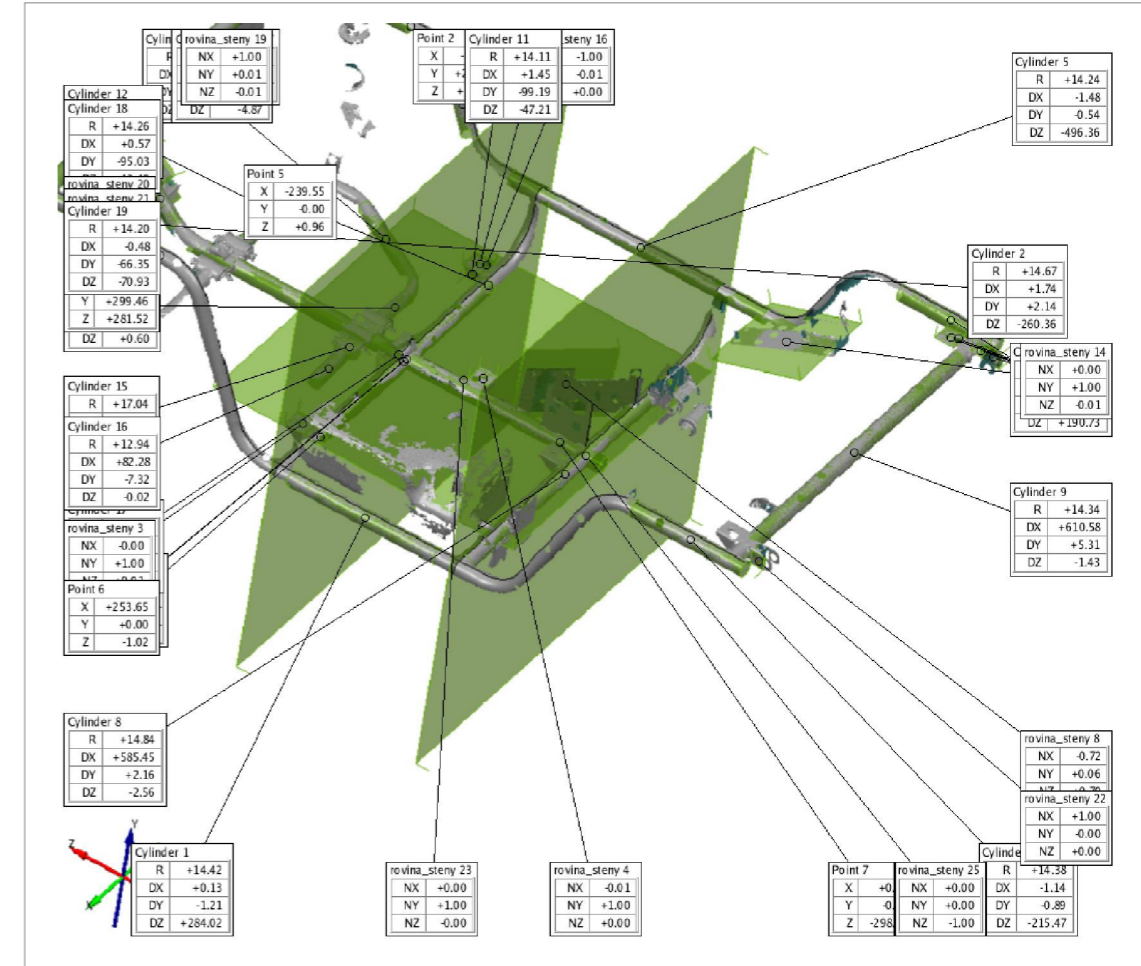 rovina_steny 19
NX +1.00
NY +0.01
NZ -0.01
DZ -4.87
Point 2
X
Y
Z
Cylinder 11
R +14.11
DX +1.45
DY -99.19
DZ -47.21
steny 16
-1.00
-0.01
+0.00
Cylinder 5
R +14.24
DX -1.48
DY -0.54
DZ -496.36
Cylinder 12
Cylinder 18
R +14.26
DX +0.57
DY -95.03
Point 5
X -239.55
Y -0.00
Z +0.96
rovina_steny 20
rovina_steny 21
Cylinder 19
R +14.20
DX -0.48
DY -66.35
DZ -70.93
Y +299.46
Z +281.52
DZ +0.60
Cylinder 2
R +14.67
DX +1.74
DY +2.14
DZ -260.36
rovina_steny 14
NX +0.00
NY +1.00
NZ -0.01
DZ +190.73
Cylinder 15
R +17.04
Cylinder 16
R +12.94
DX +82.28
DY -7.32
DZ -0.02
rovina_steny 3
NX -0.00
NY +1.00
Point 6
X +253.65
Y +0.00
Z -1.02
Cylinder 9
R +14.34
DX +610.58
DY +5.31
DZ -1.43
Cylinder 8
R +14.84
DX +585.45
DY +2.16
DZ -2.56
rovina_steny 8
NX -0.72
NY +0.06
rovina_steny 22
NX +1.00
NY -0.00
NZ +0.00
Z
Y
X
Cylinder 1
R +14.42
DX +0.13
DY -1.21
DZ +284.02
rovina_steny 23
NX +0.00
NY +1.00
NZ -0.00
rovina_steny 4
NX -0.01
NY +1.00
NZ +0.00
Point 7
X
Y
Z -298
rovina_steny 25
NX +0.00
NY +0.00
NZ -1.00
R +14.38
DX -1.14
DY -0.89
DZ -215.47